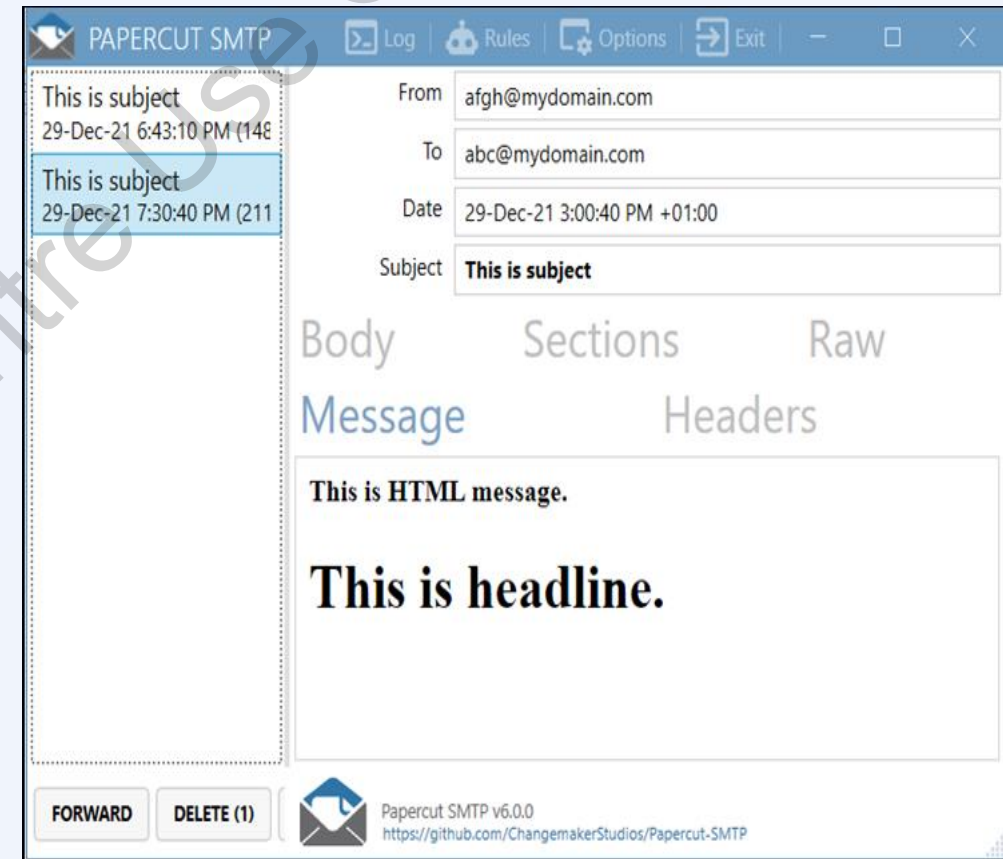 PAPERCUT SMTP
Log
Rules
Options
Exit
This is subject
29-Dec-21 6:43:10 PM (148
This is subject
29-Dec-21 7:30:40 PM (211
From afgh@mydomain.com
To abc@mydomain.com
Date 29-Dec-21 3:00:40 PM +01:00
Subject This is subject
Body Sections Raw
Message Headers
This is HTML message.
This is headline.
FORWARD DELETE (1)
Papercut SMTP v6.0.0
https://github.com/ChangemakerStudios/Papercut-SMTP
Use